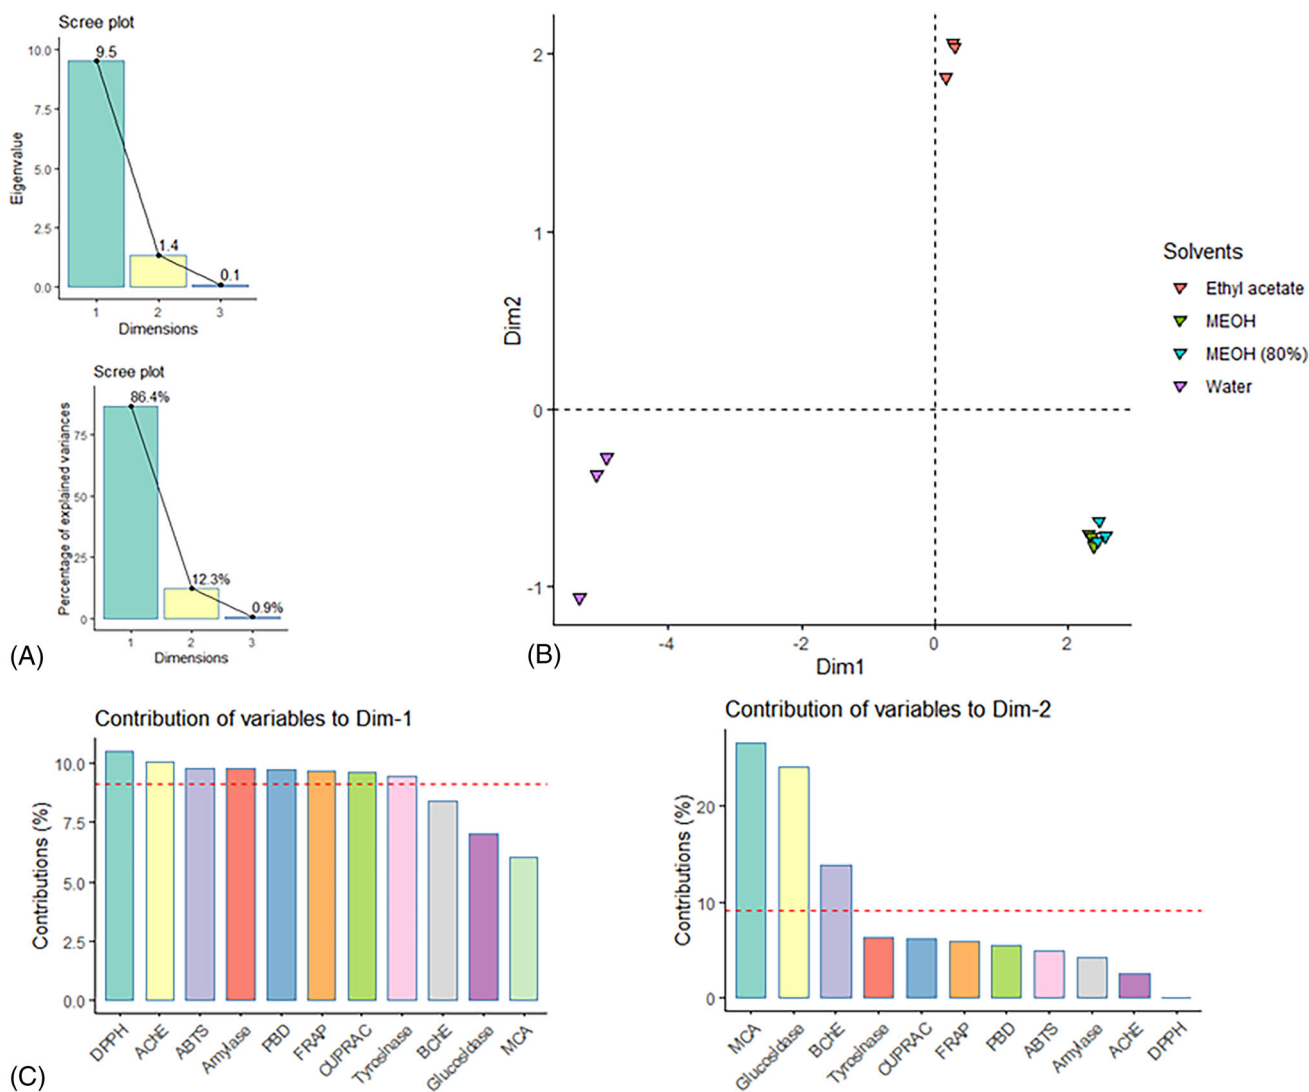 Scree plot
10.0
7.5
5.0
2.5
0.0
Eigenvalue
9.5
1.4
0.1
1 2 3
Dimensions
Scree plot
75
50
25
0
Percentage of explained variances
86.4%
12.3%
0.9%
1 2 3
Dimensions
(A)
2
1
0
-1
Dim2
-4 -2 0 2
Dim1
(B)
Solvents
Ethyl acetate
MEOH
MEOH (80%)
Water
Contribution of variables to Dim-1
10.0
7.5
5.0
2.5
0.0
Contributions (%)
DPPH AChE ABTS Amylase PBD FRAP CUPRAC Tyrosinase BChE Glucosidase MCA
(C)
Contribution of variables to Dim-2
20
10
0
Contributions (%)
MCA Glucosidase BChE Tyrosinase CUPRAC FRAP PBD ABTS Amylase AChE DPPH